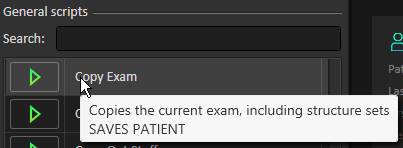 General scripts
Search:
Copy Exam
Copies the current exam, including structure sets
SAVES PATIENT